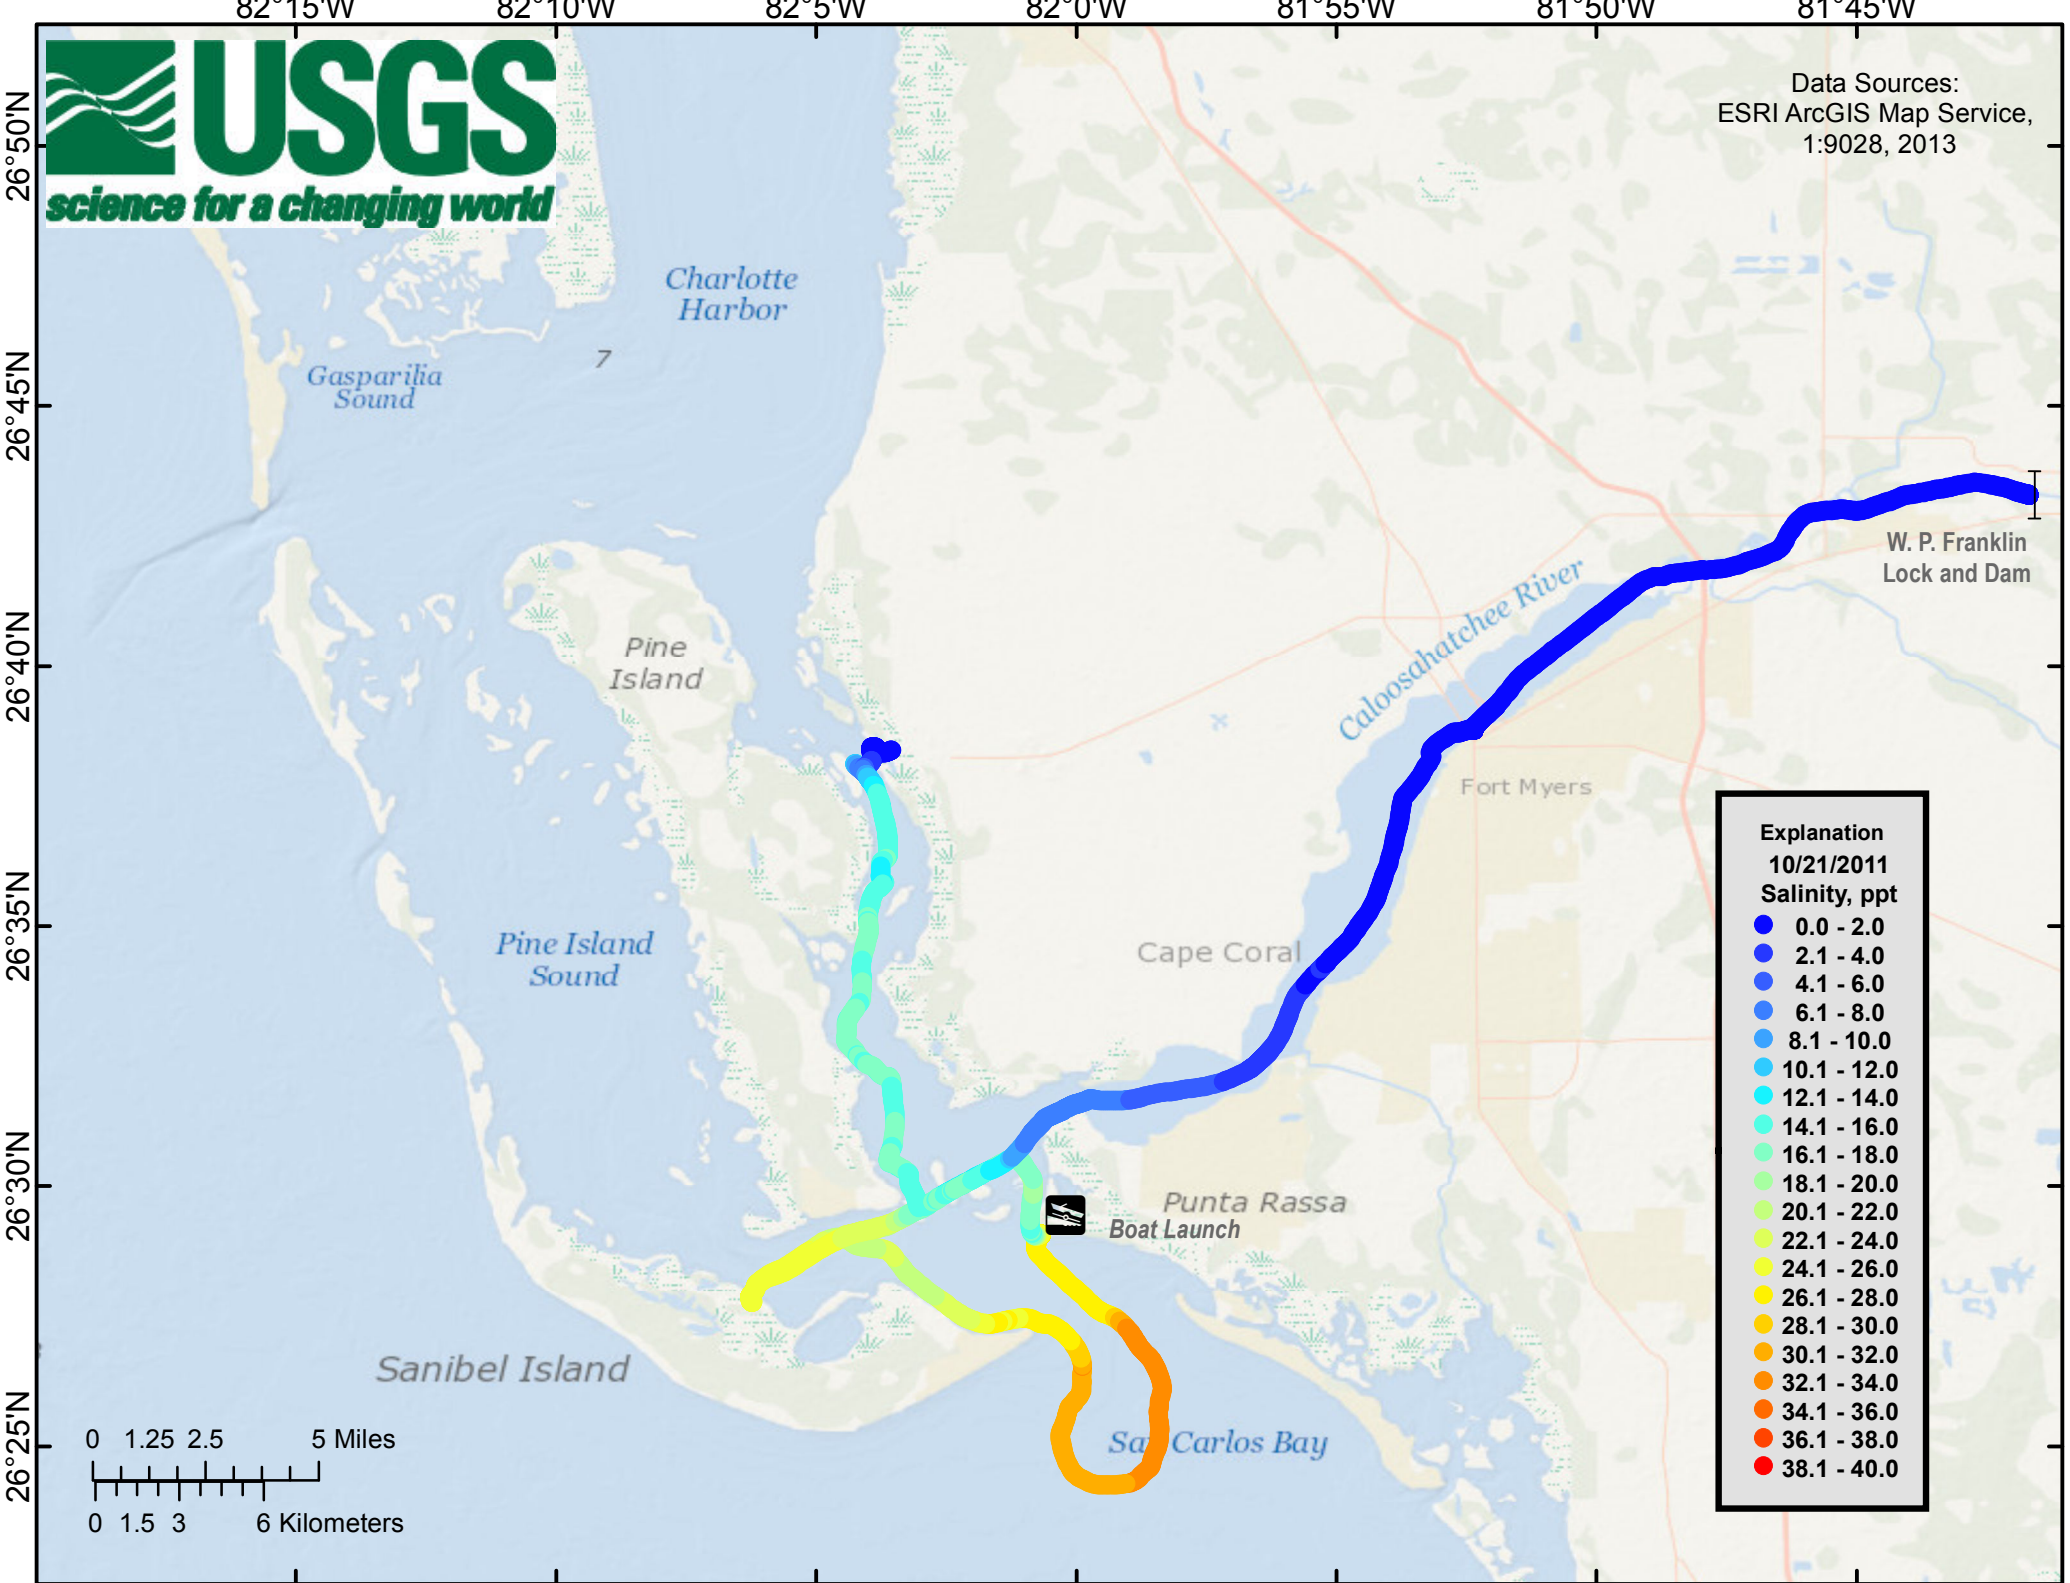 82°15'W 82°10'W 82°5'W 82°0'W 81°55'W 81°50'W 81°45'W
USGS
science for a changing world
Data Sources:
ESRI ArcGIS Map Service,
1:9028, 2013
26°50'N
26°45'N
26°40'N
26°35'N
26°30'N
26°25'N
Charlotte
Harbor
7
Gasparilla
Sound
W. P. Franklin
Lock and Dam
Caloosahatchee River
Pine
Island
Fort Myers
Pine Island
Sound
Cape Coral
Punta Rassa
Boat Launch
Sanibel Island
San Carlos Bay
Explanation
10/21/2011
Salinity, ppt
0.0 - 2.0
2.1 - 4.0
4.1 - 6.0
6.1 - 8.0
8.1 - 10.0
10.1 - 12.0
12.1 - 14.0
14.1 - 16.0
16.1 - 18.0
18.1 - 20.0
20.1 - 22.0
22.1 - 24.0
24.1 - 26.0
26.1 - 28.0
28.1 - 30.0
30.1 - 32.0
32.1 - 34.0
34.1 - 36.0
36.1 - 38.0
38.1 - 40.0
0 1.25 2.5 5 Miles
0 1.5 3 6 Kilometers